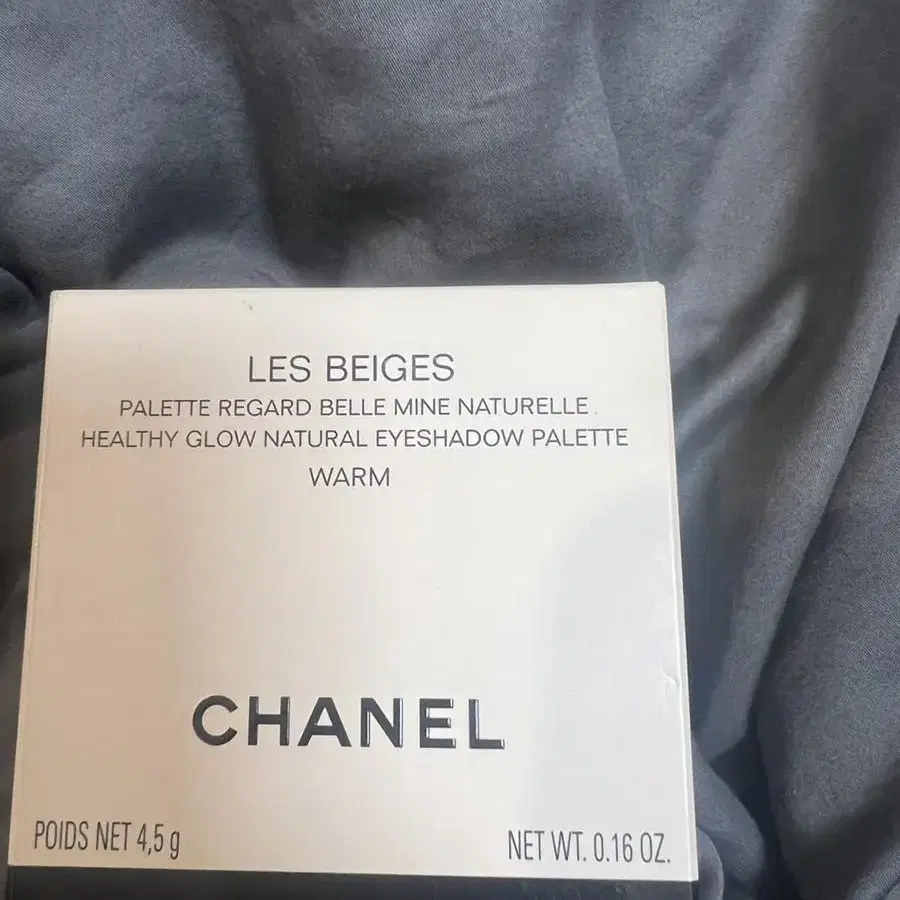 LES BEIGES
PALETTE REGARD BELLE MINE NATURELLE
HEALTHY GLOW NATURAL EYESHADOW PALETTE
WARM
CHANEL
POIDS NET 4,5 g
NET WT. 0.16 OZ.